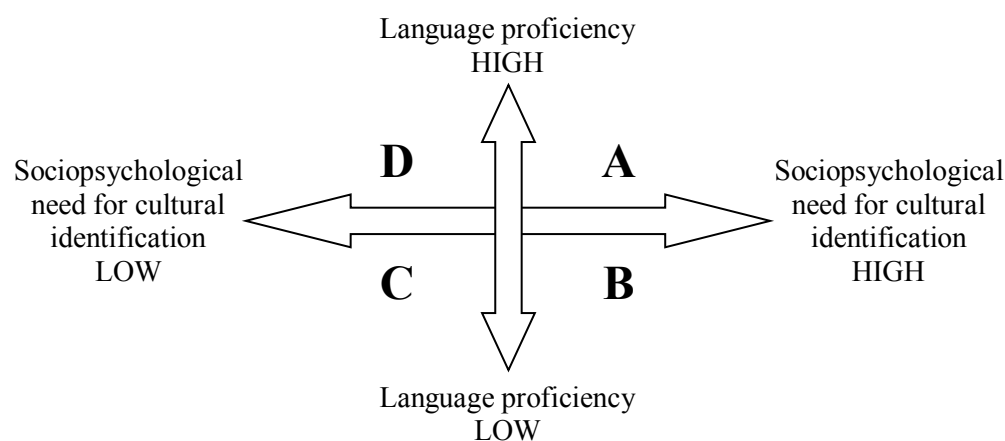 Language proficiency
HIGH
D
A
Sociopsychological
need for cultural
identification
LOW
Sociopsychological
need for cultural
identification
HIGH
C
B
Language proficiency
LOW